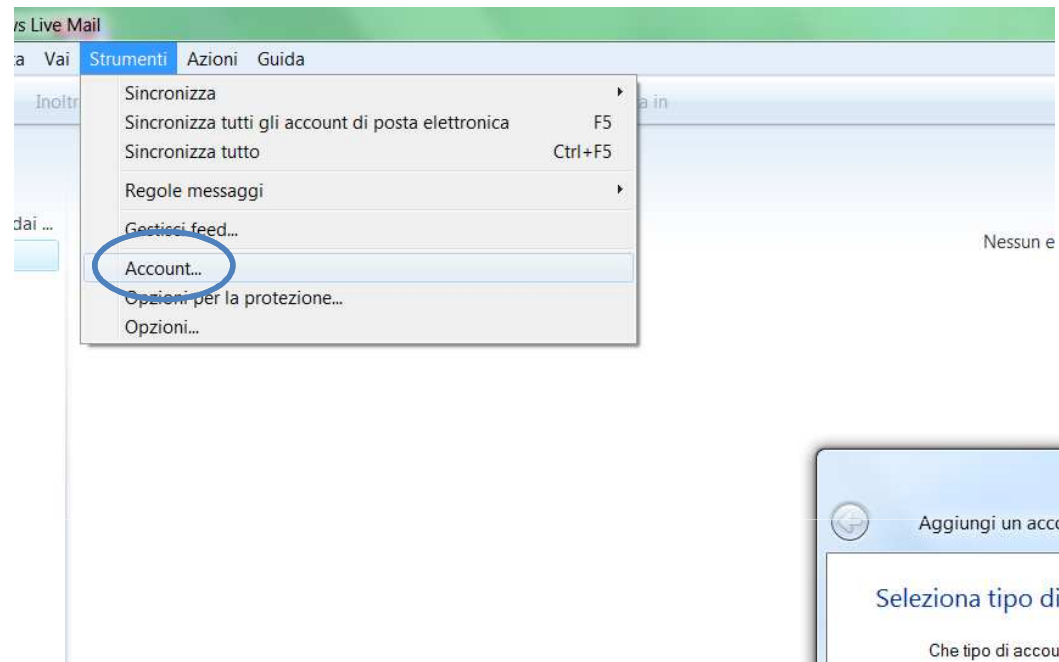 ws Live Mail
ta Vai Strumenti Azioni Guida
Inoltr a in
Sincronizza
Sincronizza tutti gli account di posta elettronica F5
Sincronizza tutto Ctrl+F5
Regole messaggi
dai ...
Gestisci feed...
Nessun e
Account...
Opzioni per la protezione...
Opzioni...
Aggiungi un acco
Seleziona tipo di
Che tipo di accou